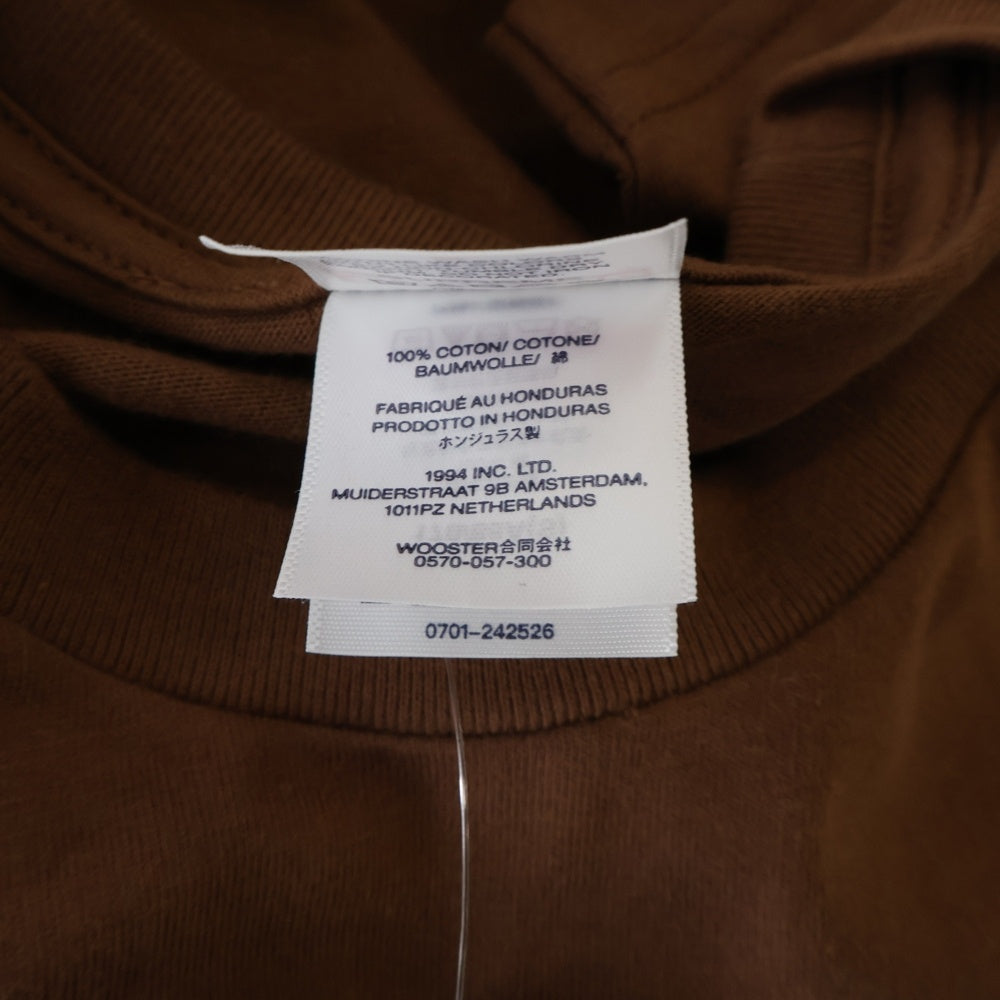 100% COTON/ COTONE/
BAUMWOLLE/ 綿
FABRIQUÉ AU HONDURAS
PRODOTTO IN HONDURAS
ホンジュラス製
1994 INC. LTD.
MUIDERSTRAAT 9B AMSTERDAM,
1011PZ NETHERLANDS
WOOSTER合同会社
0570-057-300
0701-242526